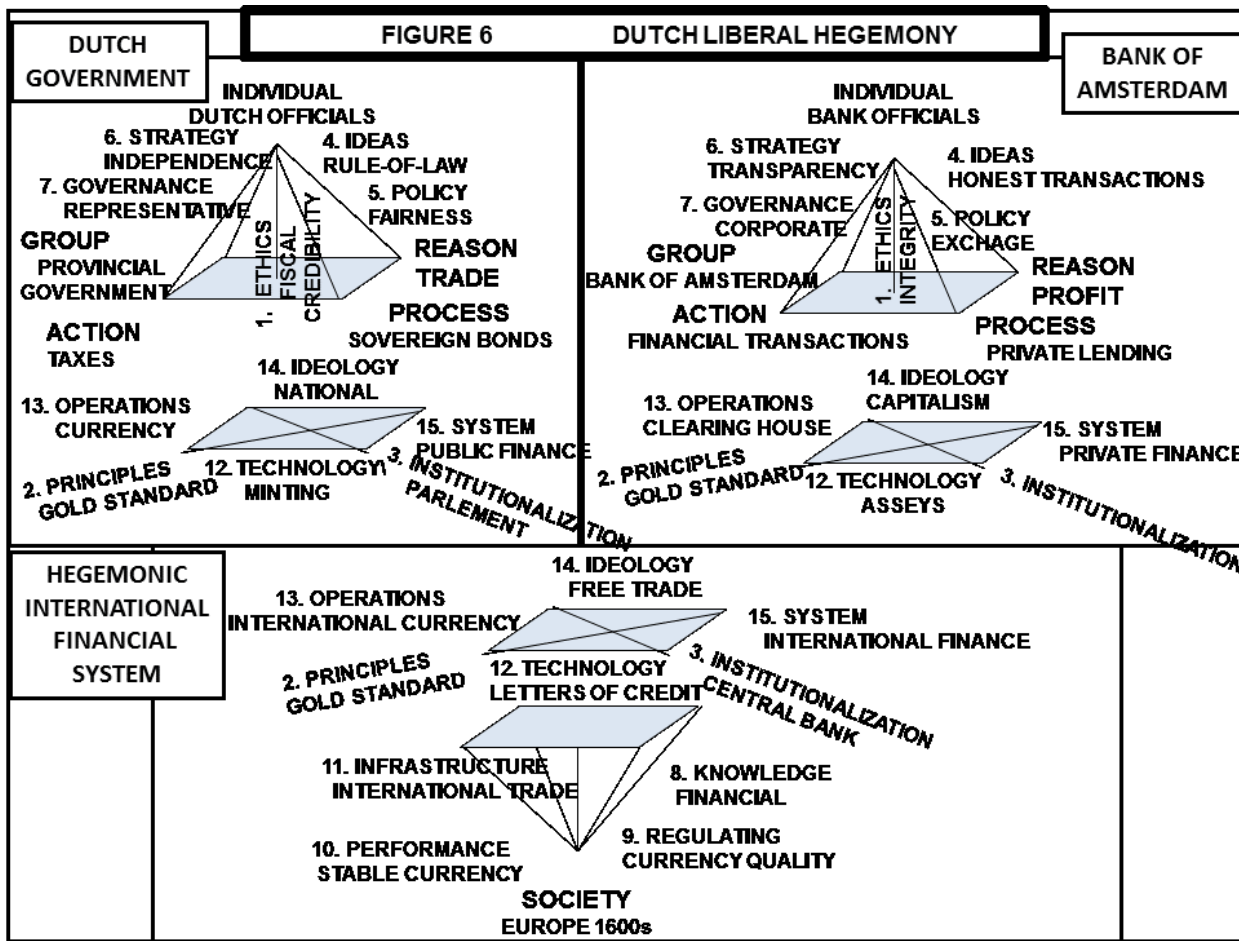 FIGURE 6 DUTCH LIBERAL HEGEMONY
DUTCH
GOVERNMENT
INDIVIDUAL
DUTCH OFFICIALS
6. STRATEGY
INDEPENDENCE
4. IDEAS
RULE-OF-LAW
7. GOVERNANCE
REPRESENTATIVE
5. POLICY
FAIRNESS
1. ETHICS
FISCAL
CREDIBILITY
GROUP
PROVINCIAL
GOVERNMENT
REASON
TRADE
ACTION
TAXES
PROCESS
SOVEREIGN BONDS
14. IDEOLOGY
NATIONAL
13. OPERATIONS
CURRENCY
15. SYSTEM
PUBLIC FINANCE
2. PRINCIPLES
GOLD STANDARD
12. TECHNOLOGY\
MINTING
3. INSTITUTIONALIZATION
PARLEMENT
BANK OF
AMSTERDAM
INDIVIDUAL
BANK OFFICIALS
6. STRATEGY
TRANSPARENCY
4. IDEAS
HONEST TRANSACTIONS
7. GOVERNANCE
CORPORATE
5. POLICY
EXCHAGE
1. ETHICS
INTEGRITY
GROUP
BANK OF AMSTERDAM
REASON
PROFIT
ACTION
FINANCIAL TRANSACTIONS
PROCESS
PRIVATE LENDING
14. IDEOLOGY
CAPITALISM
13. OPERATIONS
CLEARING HOUSE
15. SYSTEM
PRIVATE FINANCE
2. PRINCIPLES
GOLD STANDARD
12. TECHNOLOGY
ASSEYS
3. INSTITUTIONALIZATION
HEGEMONIC
INTERNATIONAL
FINANCIAL
SYSTEM
14. IDEOLOGY
FREE TRADE
13. OPERATIONS
INTERNATIONAL CURRENCY
15. SYSTEM
INTERNATIONAL FINANCE
2. PRINCIPLES
GOLD STANDARD
12. TECHNOLOGY
LETTERS OF CREDIT
3. INSTITUTIONALIZATION
CENTRAL BANK
11. INFRASTRUCTURE
INTERNATIONAL TRADE
8. KNOWLEDGE
FINANCIAL
10. PERFORMANCE
STABLE CURRENCY
9. REGULATING
CURRENCY QUALITY
SOCIETY
EUROPE 1600s